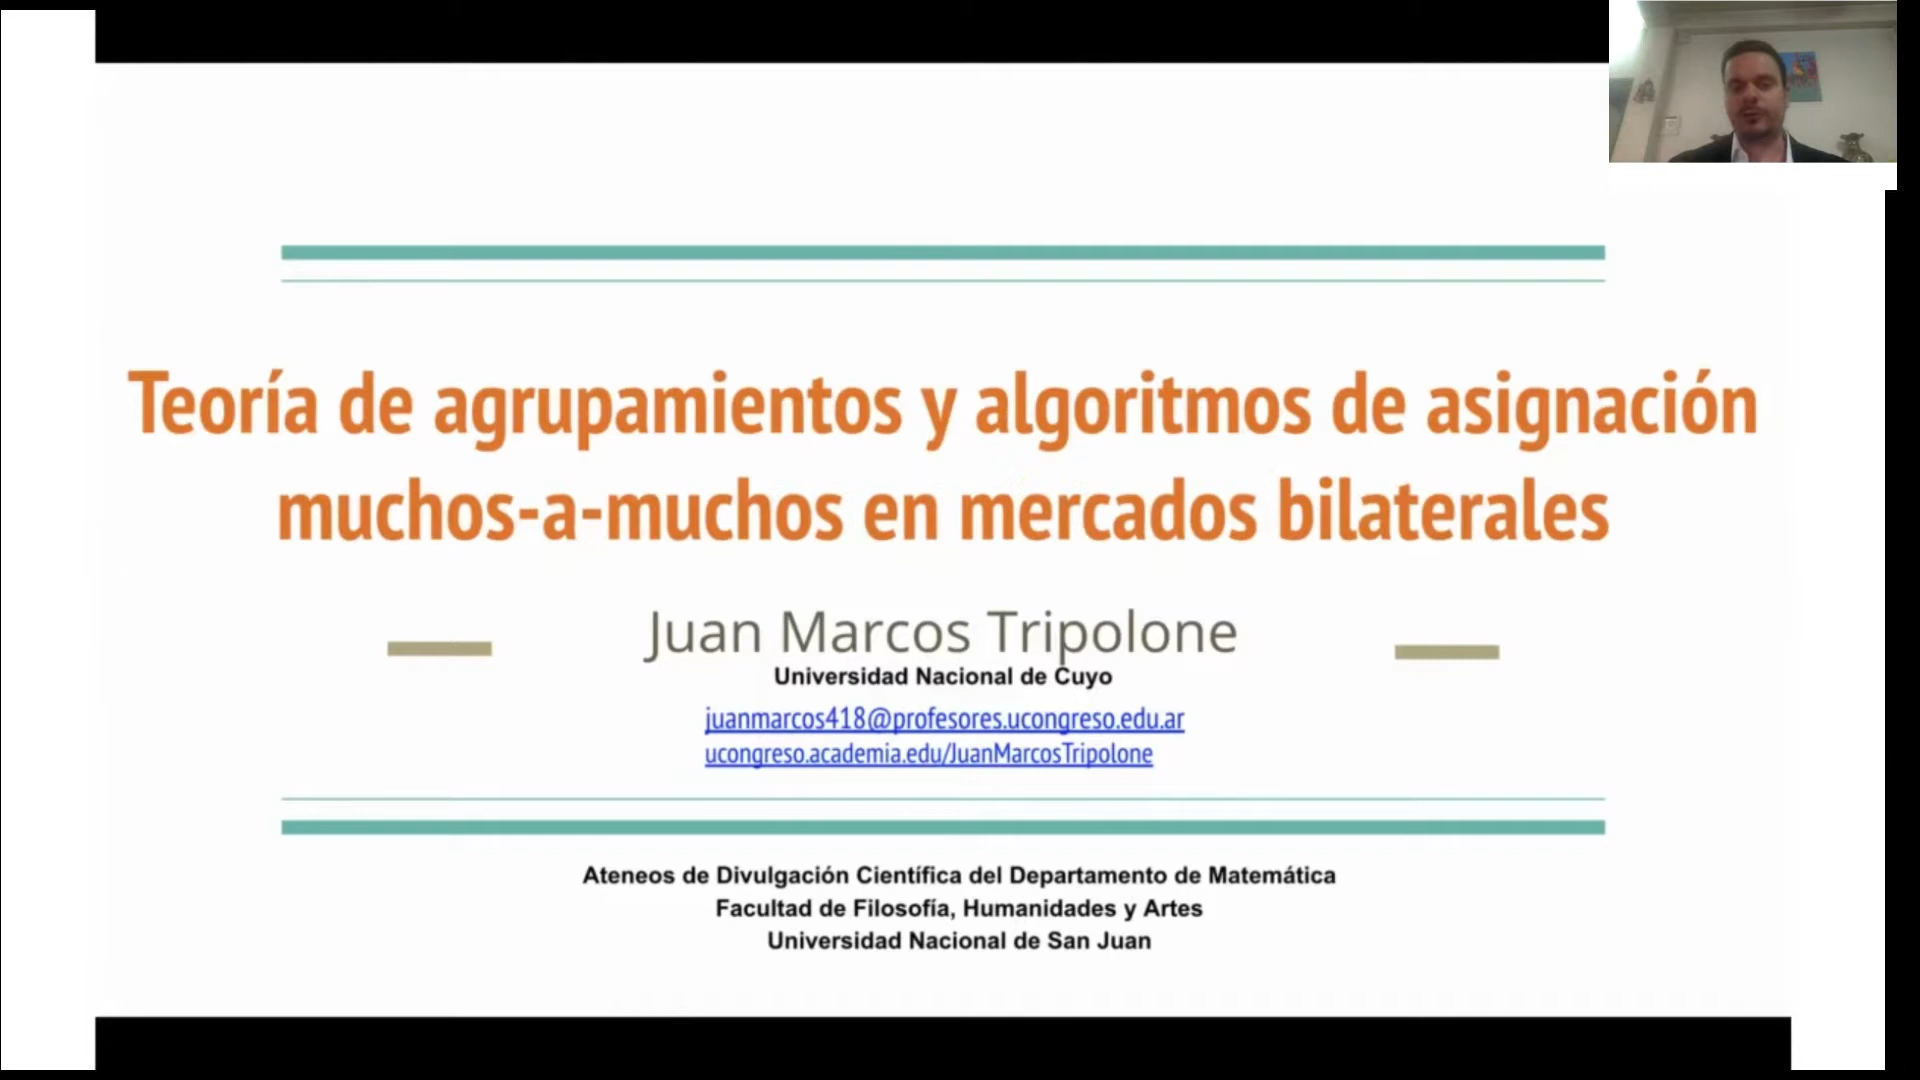 Teoría de agrupamientos y algoritmos de asignación
muchos-a-muchos en mercados bilaterales
Juan Marcos Tripolone
Universidad Nacional de Cuyo
juanmarcos418@profesores.ucongreso.edu.ar
ucongreso.academia.edu/JuanMarcosTripolone
Ateneos de Divulgación Científica del Departamento de Matemática
Facultad de Filosofía, Humanidades y Artes
Universidad Nacional de San Juan